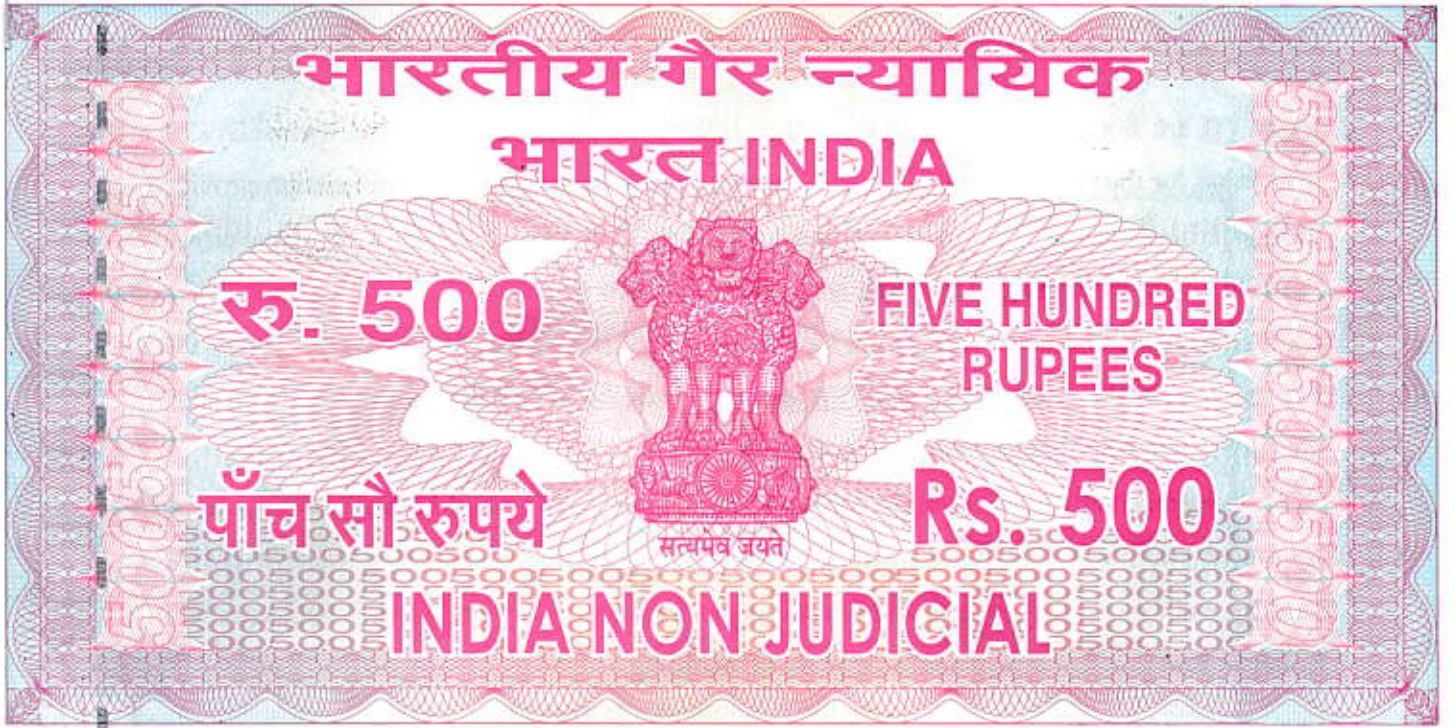 भारतीय गैर न्यायिक
भारत INDIA
रु. 500
FIVE HUNDRED
RUPEES
पाँच सौ रुपये
Rs. 500
सत्यमेव जयते
INDIA NON JUDICIAL